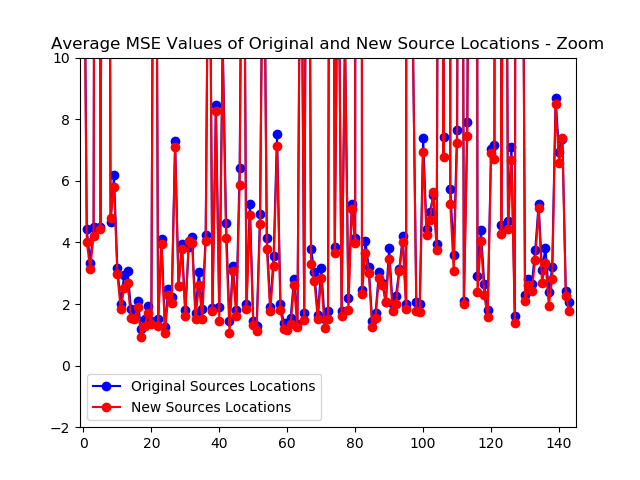 Average MSE Values of Original and New Source Locations - Zoom
10
8
6
4
2
0
−2
0 20 40 60 80 100 120 140
Original Sources Locations
New Sources Locations